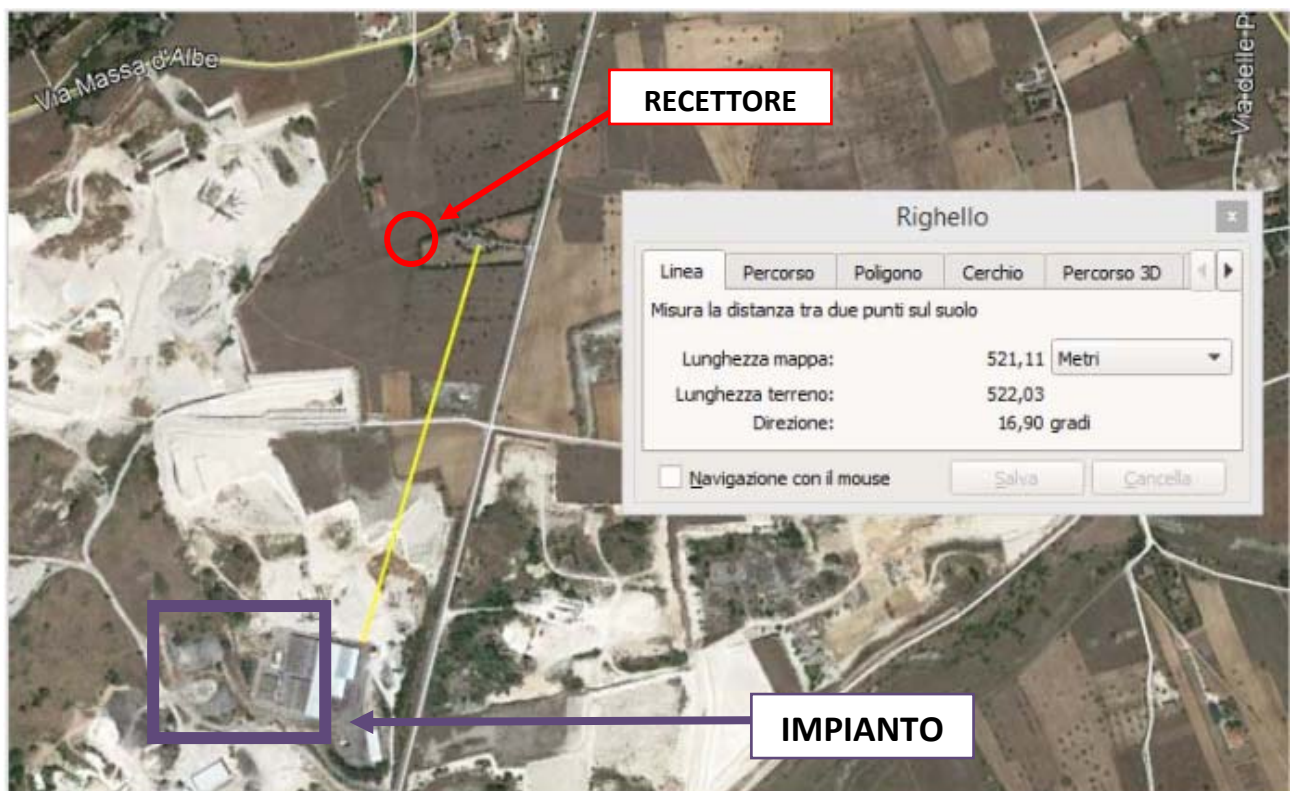 Via Massa d'Albe
Via delle P
RECETTORE
Righello
x
Linea Percorso Poligono Cerchio Percorso 3D
Misura la distanza tra due punti sul suolo
Lunghezza mappa: 521,11 Metri
Lunghezza terreno: 522,03
Direzione: 16,90 gradi
Navigazione con il mouse Salva Cancella
IMPIANTO